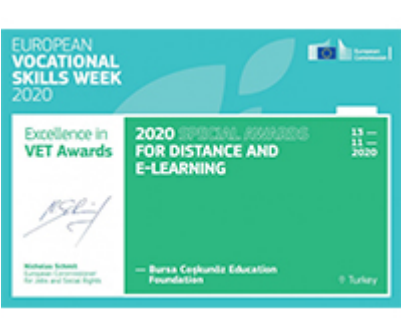 EUROPEAN
VOCATIONAL
SKILLS WEEK
2020
European
Commission
Excellence in
VET Awards
2020 SPECIAL AWARDS
FOR DISTANCE AND
E-LEARNING
13 —
11 —
2020
Nicholas Schmit
European Commissioner
for Jobs and Social Rights
— Bursa Coşkunöz Education
Foundation
Turkey